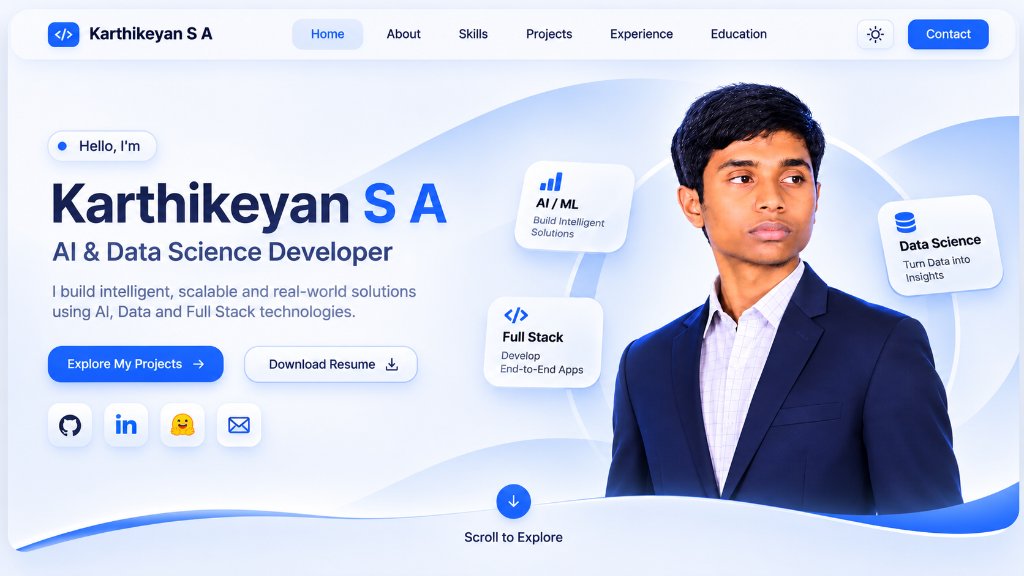 </> Karthikeyan S A
Home
About
Skills
Projects
Experience
Education
Contact
Hello, I'm
Karthikeyan S A
AI & Data Science Developer
I build intelligent, scalable and real-world solutions
using AI, Data and Full Stack technologies.
Explore My Projects →
Download Resume
in
AI / ML
Build Intelligent
Solutions
</>
Full Stack
Develop
End-to-End Apps
Data Science
Turn Data into
Insights
Scroll to Explore